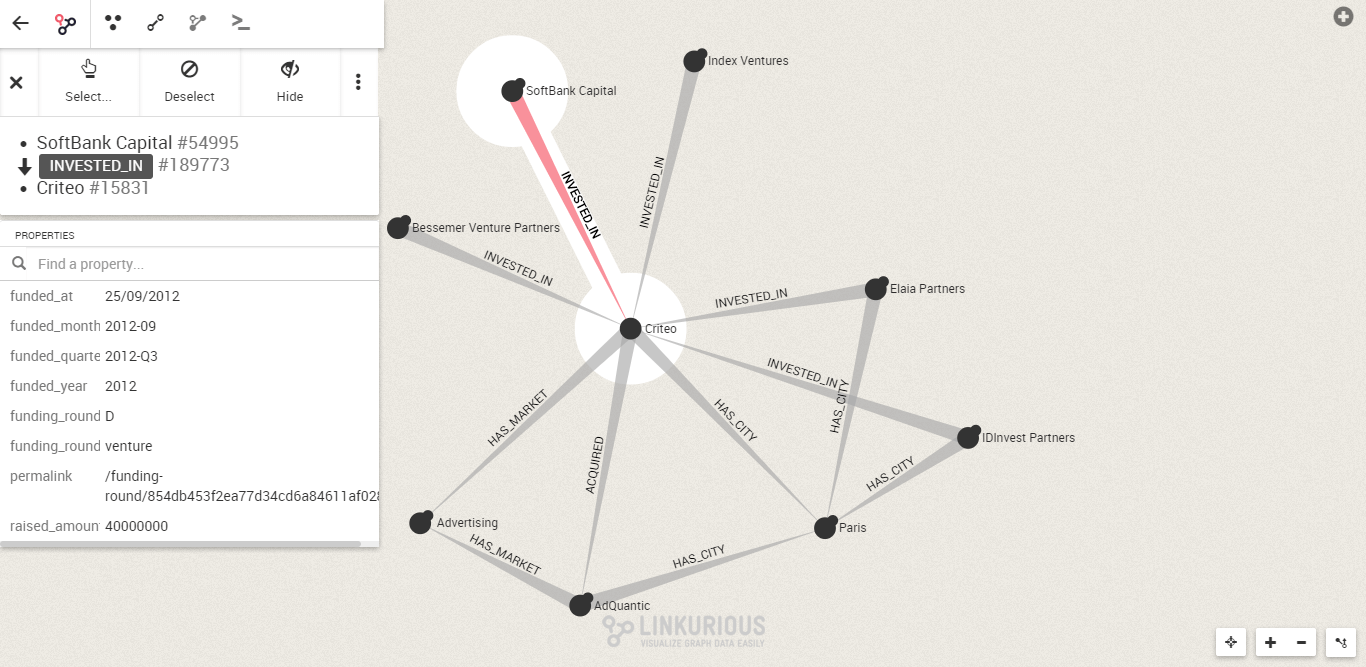 Select...
Deselect
Hide
SoftBank Capital #54995
INVESTED_IN #189773
Criteo #15831
PROPERTIES
Find a property...
funded_at 25/09/2012
funded_month 2012-09
funded_quarte 2012-Q3
funded_year 2012
funding_round D
funding_round venture
permalink /funding-
round/854db453f2ea77d34cd6a84611af028
raised_amoun 40000000
Index Ventures
SoftBank Capital
INVESTED_IN
INVESTED_IN
Bessemer Venture Partners
INVESTED_IN
Elaia Partners
INVESTED_IN
Criteo
INVESTED_IN
HAS_CITY
HAS_MARKET
HAS_CITY
IDInvest Partners
ACQUIRED
HAS_CITY
Advertising
Paris
HAS_MARKET
HAS_CITY
AdQuantic
LINKURIOUS
VISUALIZE GRAPH DATA EASILY